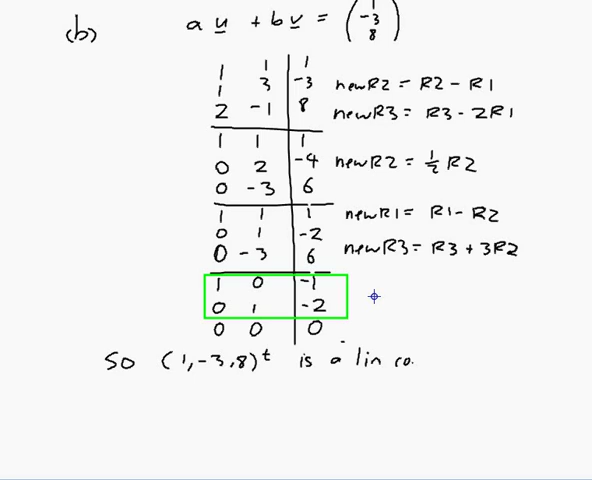 (b) a u + b v = ( 1 -3 8 )
1 1 | 1
1 3 | -3 newR2 = R2 - R1
2 -1 | 8 newR3 = R3 - 2R1
1 1 | 1
0 2 | -4 newR2 = ½ R2
0 -3 | 6
1 1 | 1 newR1 = R1 - R2
0 1 | -2
0 -3 | 6 newR3 = R3 + 3R2
1 0 | -1
0 1 | -2
0 0 | 0
So (1,-3,8)ᵗ is a lin co.